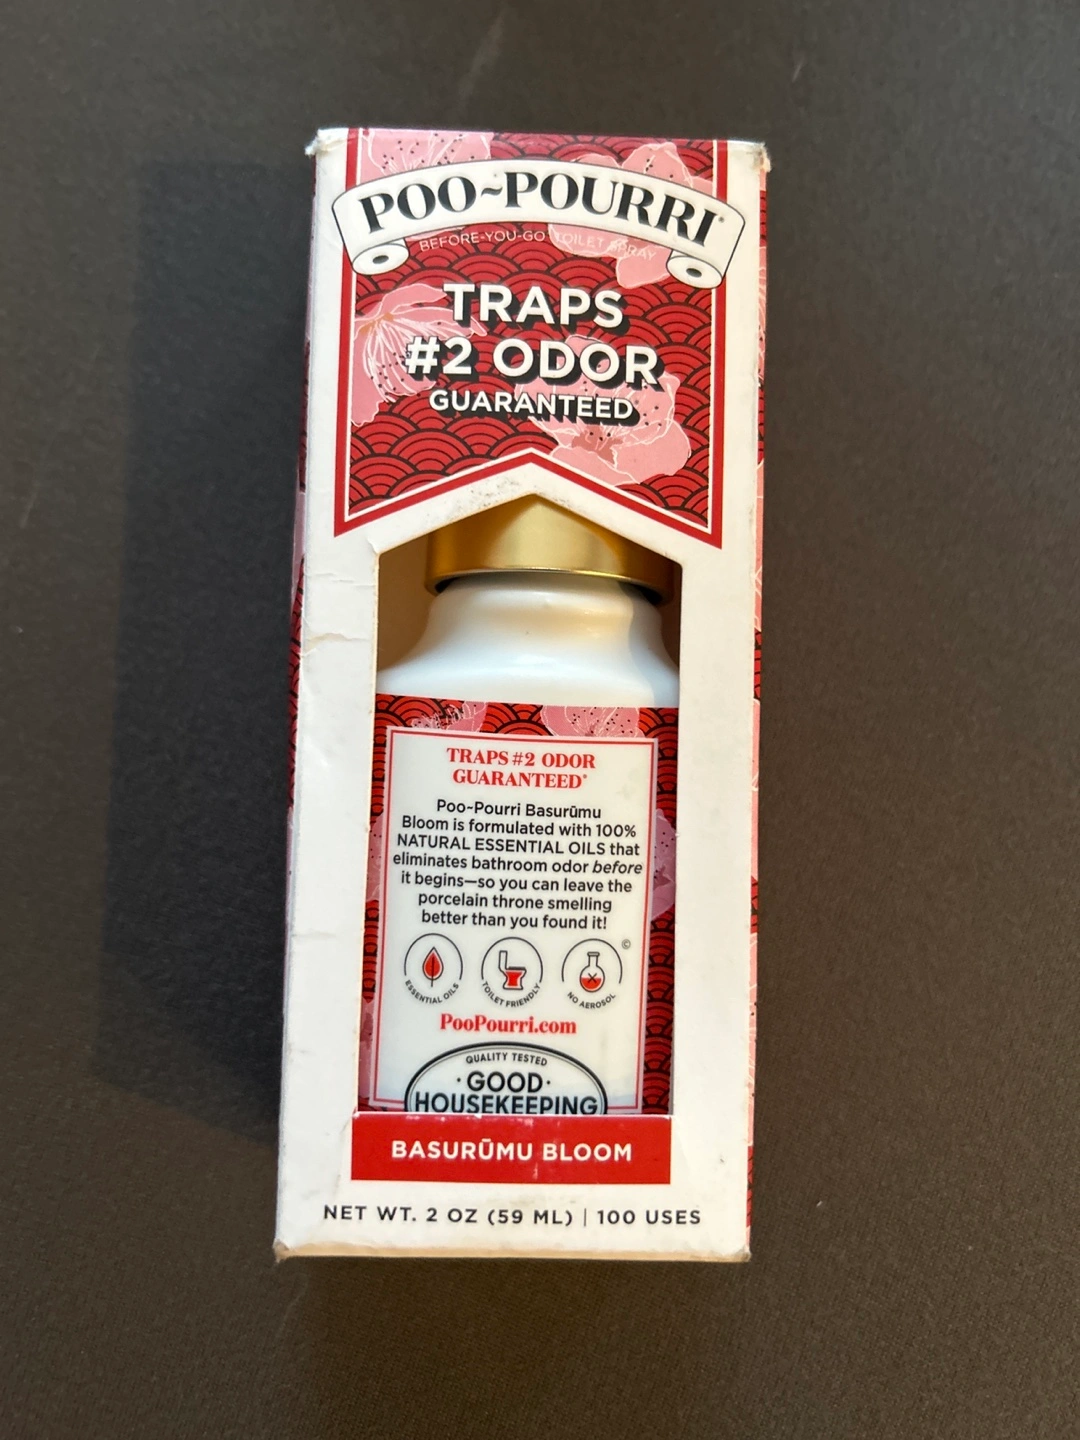 POO~POURRI®
BEFORE-YOU-GO TOILET SPRAY
TRAPS
#2 ODOR
GUARANTEED
TRAPS #2 ODOR
GUARANTEED*
Poo~Pourri Basurūmu
Bloom is formulated with 100%
NATURAL ESSENTIAL OILS that
eliminates bathroom odor before
it begins—so you can leave the
porcelain throne smelling
better than you found it!
©
ESSENTIAL OILS
TOILET FRIENDLY
NO AEROSOL
PooPourri.com
QUALITY TESTED
·GOOD·
HOUSEKEEPING
BASURŪMU BLOOM
NET WT. 2 OZ (59 ML) | 100 USES